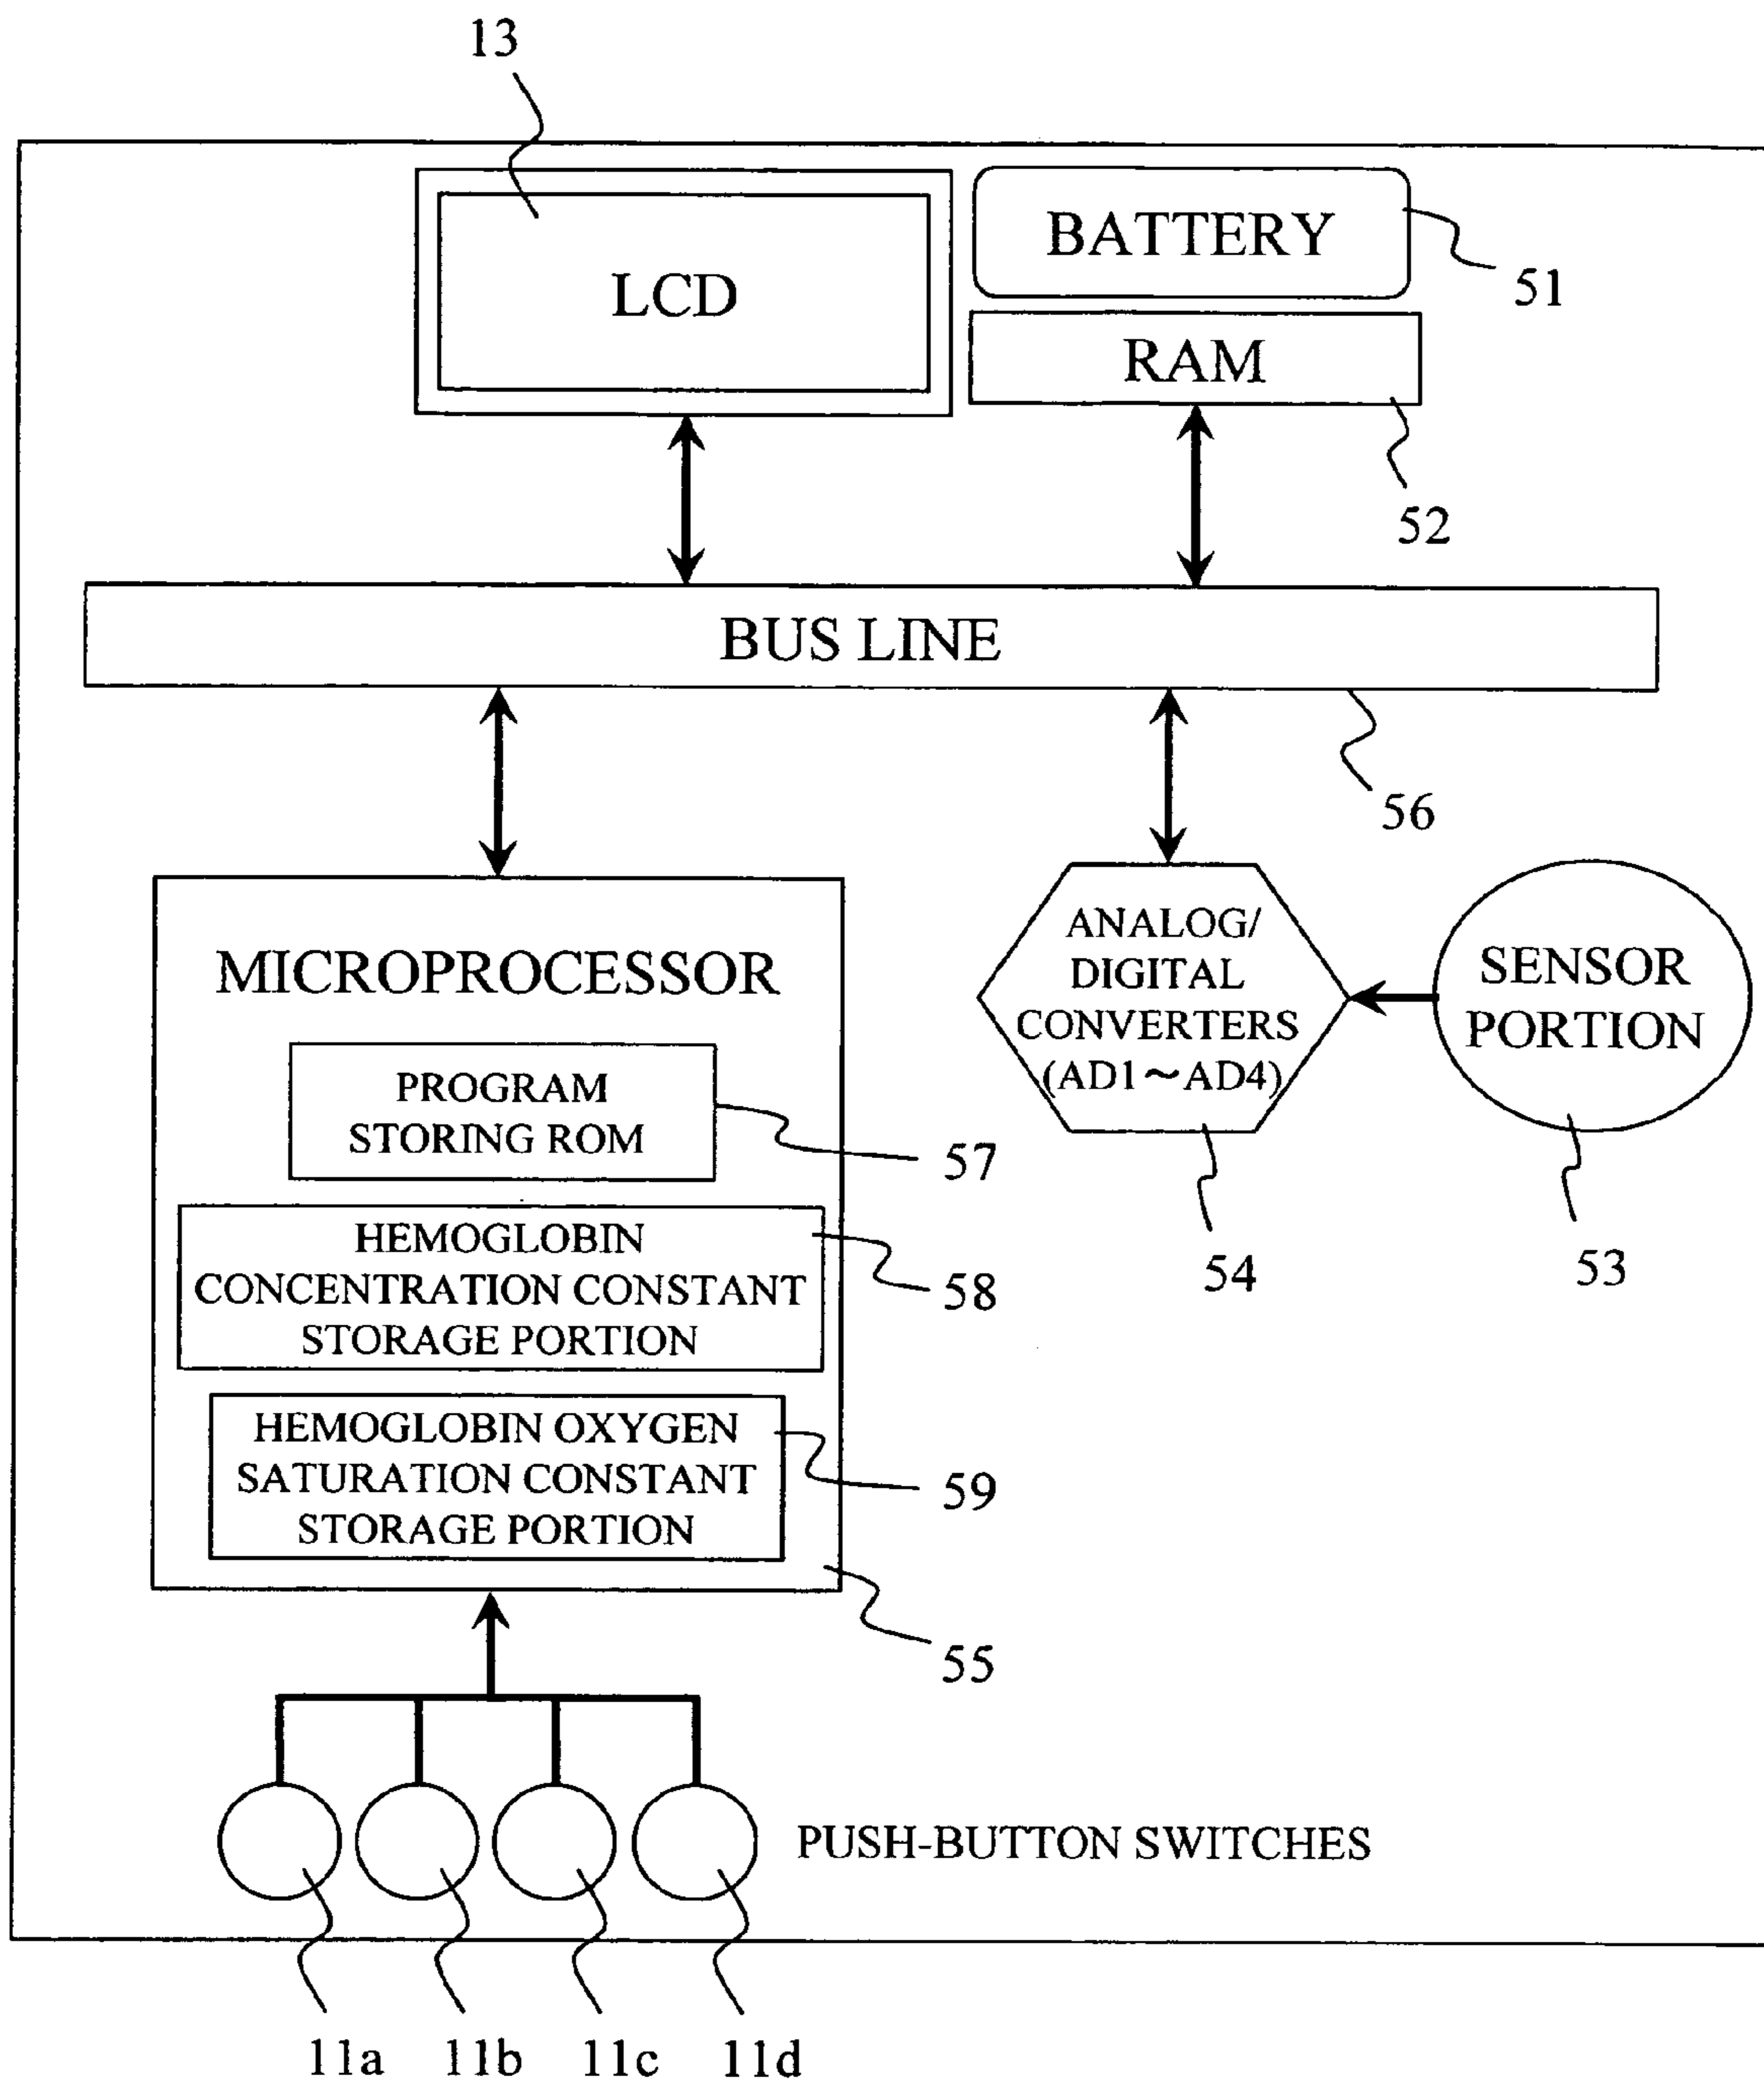 13
LCD
BATTERY
51
RAM
52
BUS LINE
56
MICROPROCESSOR
PROGRAM
STORING ROM
57
HEMOGLOBIN
CONCENTRATION CONSTANT
STORAGE PORTION
58
HEMOGLOBIN OXYGEN
SATURATION CONSTANT
STORAGE PORTION
59
55
ANALOG/
DIGITAL
CONVERTERS
(AD1～AD4)
54
SENSOR
PORTION
53
PUSH-BUTTON SWITCHES
11a 11b 11c 11d